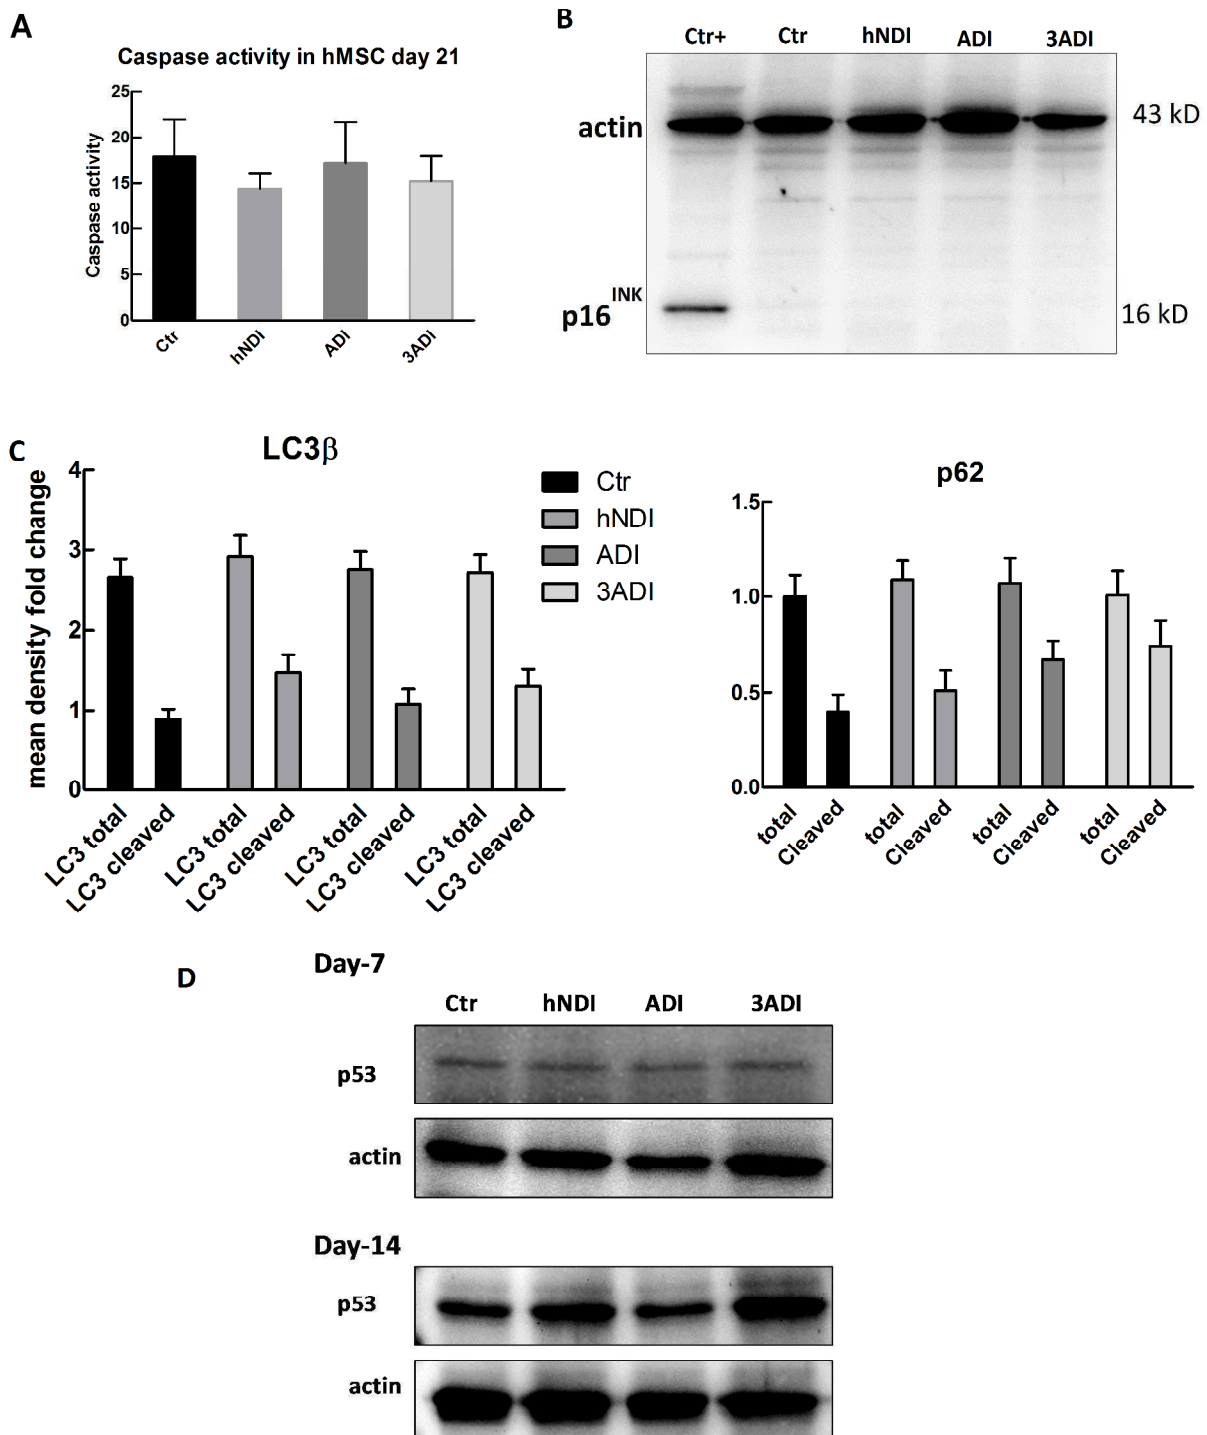 A
Caspase activity in hMSC day 21
Caspase activity
25
20
15
10
5
0
Ctr
hNDi
ADi
3ADi
B
Ctr+ Ctr hNDI ADI 3ADI
actin
43 kD
p16INK
16 kD
C
LC3β
mean density fold change
4
3
2
1
0
LC3 total
LC3 cleaved
LC3 total
LC3 cleaved
LC3 total
LC3 cleaved
LC3 total
LC3 cleaved
Ctr
hNDI
ADI
3ADI
p62
1.5
1.0
0.5
0.0
total
Cleaved
total
Cleaved
total
Cleaved
total
Cleaved
D
Day-7
Ctr hNDI ADI 3ADI
p53
actin
Day-14
p53
actin